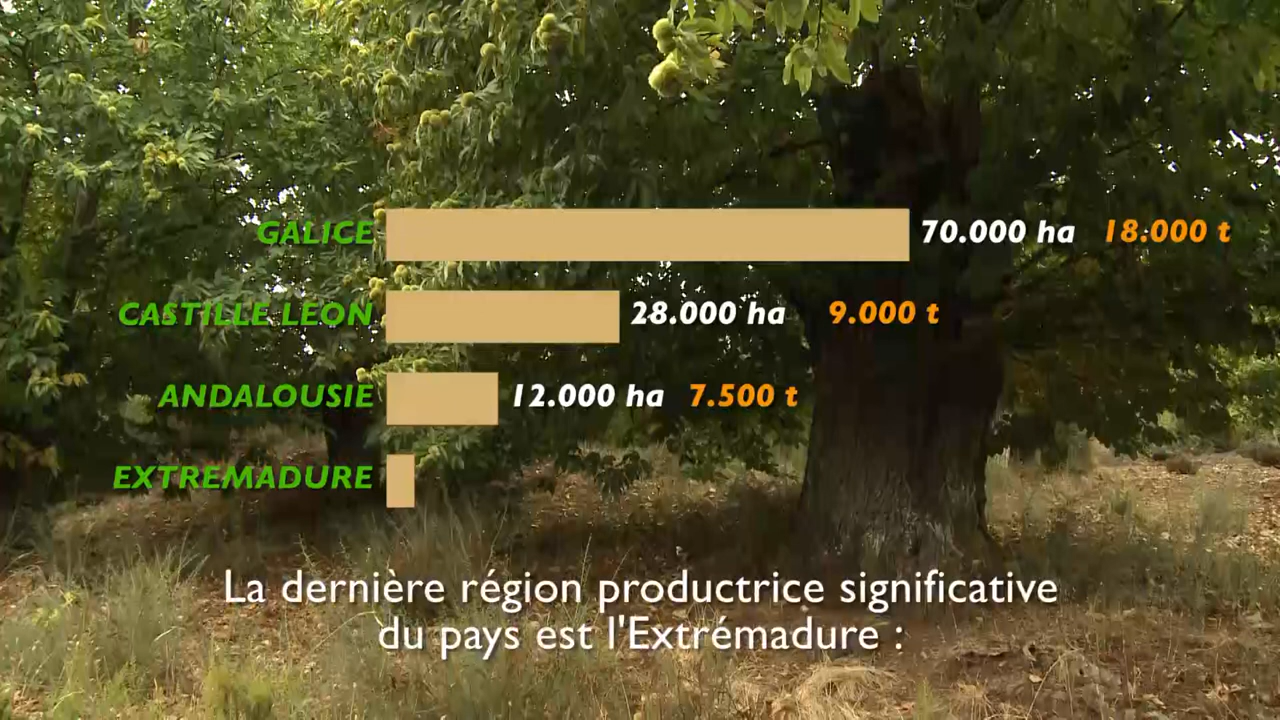 GALICE 70.000 ha 18.000 t
CASTILLE LEON 28.000 ha 9.000 t
ANDALOUSIE 12.000 ha 7.500 t
EXTREMADURE
La dernière région productrice significative
du pays est l'Extrémadure :